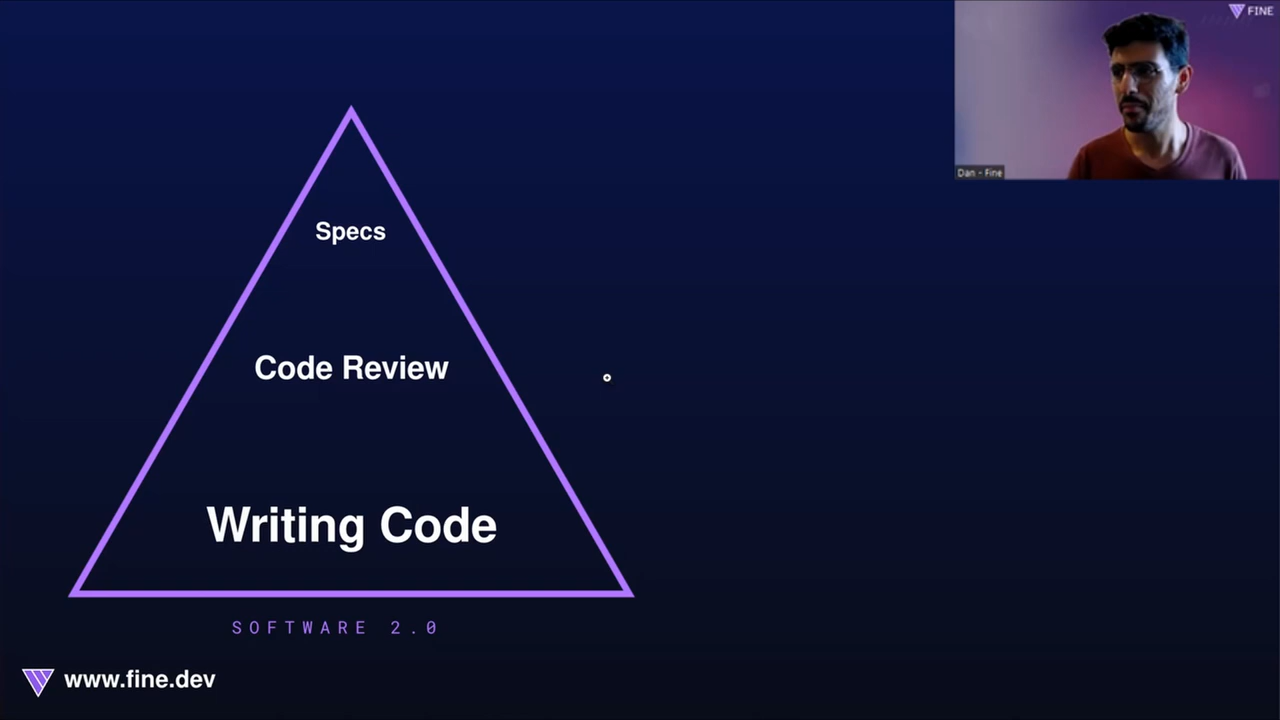 FINE
Dan - Fine
Specs
Code Review
Writing Code
SOFTWARE 2.0
www.fine.dev